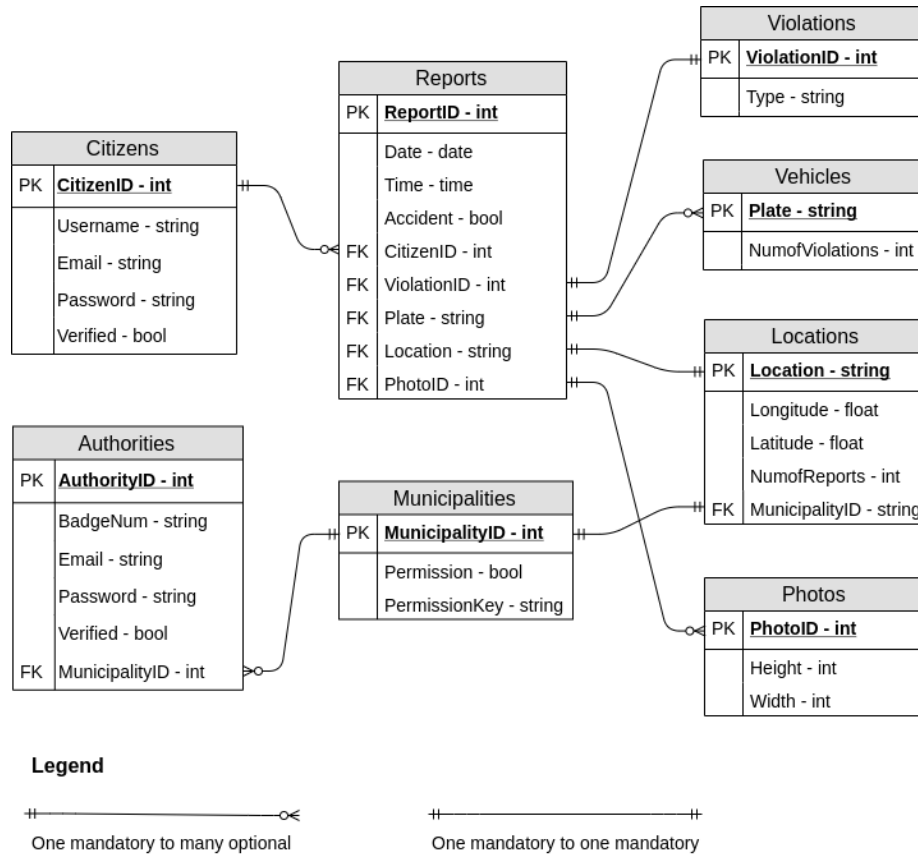 Violations
PK ViolationID - int
Type - string
Reports
PK ReportID - int
Date - date
Time - time
Accident - bool
FK CitizenID - int
FK ViolationID - int
FK Plate - string
FK Location - string
FK PhotoID - int
Citizens
PK CitizenID - int
Username - string
Email - string
Password - string
Verified - bool
Vehicles
PK Plate - string
NumofViolations - int
Locations
PK Location - string
Longitude - float
Latitude - float
NumofReports - int
FK MunicipalityID - string
Authorities
PK AuthorityID - int
BadgeNum - string
Email - string
Password - string
Verified - bool
FK MunicipalityID - int
Municipalities
PK MunicipalityID - int
Permission - bool
PermissionKey - string
Photos
PK PhotoID - int
Height - int
Width - int
Legend
One mandatory to many optional
One mandatory to one mandatory